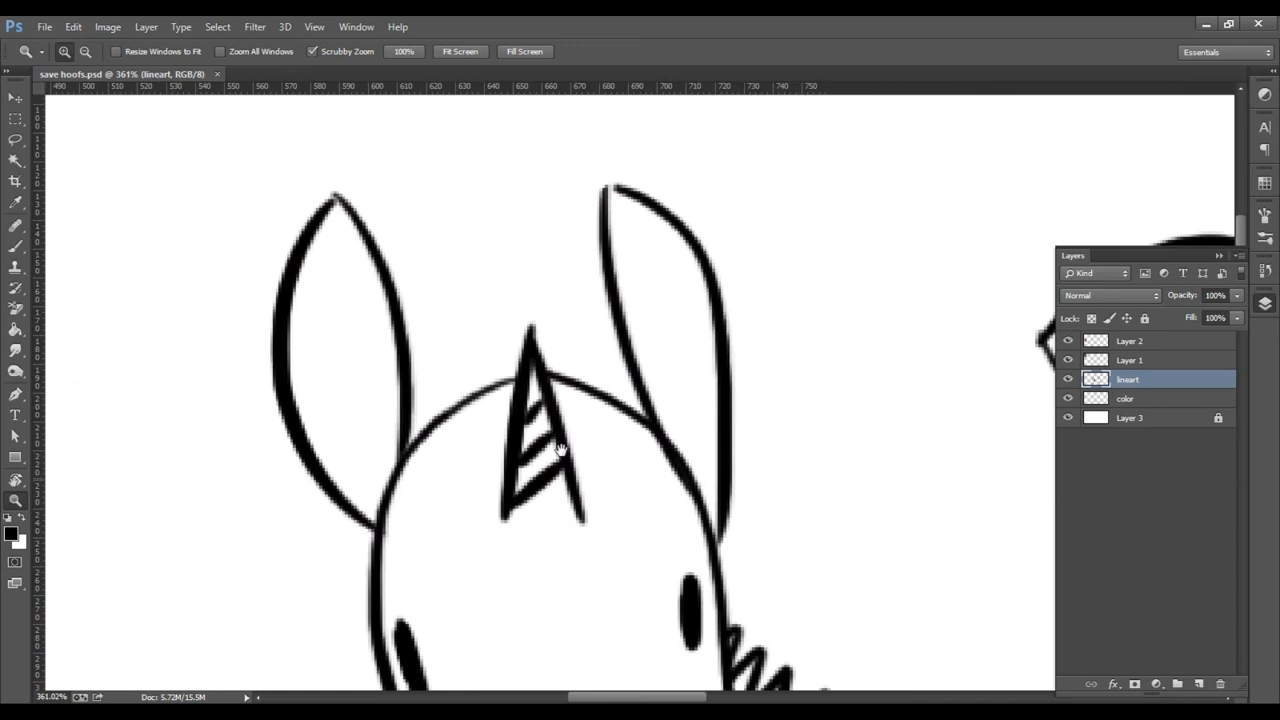 Ps File Edit Image Layer Type Select Filter 3D View Window Help
Resize Windows to Fit Zoom All Windows Scrubby Zoom 100% Fit Screen Fill Screen Essentials
save hoofs.psd @ 361% (lineart, RGB/8) ×
490 500 510 520 530 540 550 560 570 580 590 600 610 620 630 640 650 660 670 680 690 700 710 720 730 740 750
Layers
Kind
Normal Opacity: 100%
Lock: Fill: 100%
Layer 2
Layer 1
lineart
color
Layer 3
361.02% Doc: 5.72M/15.5M